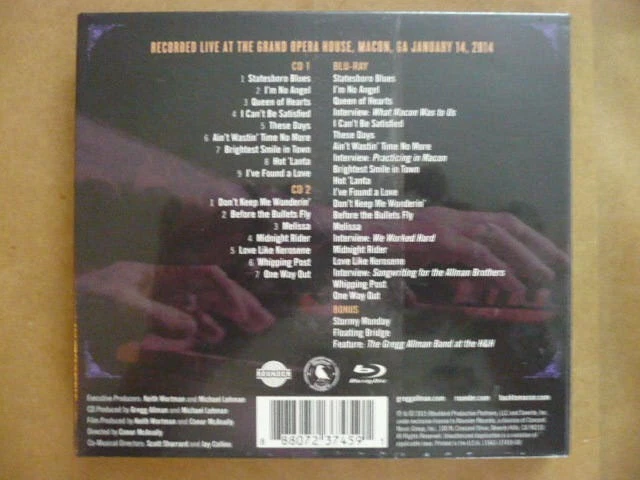 RECORDED LIVE AT THE GRAND OPERA HOUSE, MACON, GA JANUARY 14, 2014
CD 1
1 Statesboro Blues
2 I'm No Angel
3 Queen of Hearts
4 I Can't Be Satisfied
5 These Days
6 Ain't Wastin' Time No More
7 Brightest Smile in Town
8 Hot 'Lanta
9 I've Found a Love
CD 2
1 Don't Keep Me Wonderin'
2 Before the Bullets Fly
3 Melissa
4 Midnight Rider
5 Love Like Kerosene
6 Whipping Post
7 One Way Out
BLU-RAY
Statesboro Blues
I'm No Angel
Queen of Hearts
Interview: What Macon Was to Us
I Can't Be Satisfied
These Days
Ain't Wastin' Time No More
Interview: Practicing in Macon
Brightest Smile in Town
Hot 'Lanta
I've Found a Love
Don't Keep Me Wonderin'
Before the Bullets Fly
Melissa
Interview: We Worked Hard!
Midnight Rider
Love Like Kerosene
Interview: Songwriting for the Allman Brothers
Whipping Post
One Way Out
BONUS
Stormy Monday
Floating Bridge
Feature: The Gregg Allman Band at the H&H
ROUNDER
Blu-ray Disc
Executive Producers: Keith Wortman and Michael Lehman
CD Produced by Gregg Allman and Michael Lehman
Film Produced by Keith Wortman and Conor McAnally
Directed by Conor McAnally
Co-Musical Directors: Scott Sharrard and Jay Collins
8 88072 37459 1
greggallman.com rounder.com